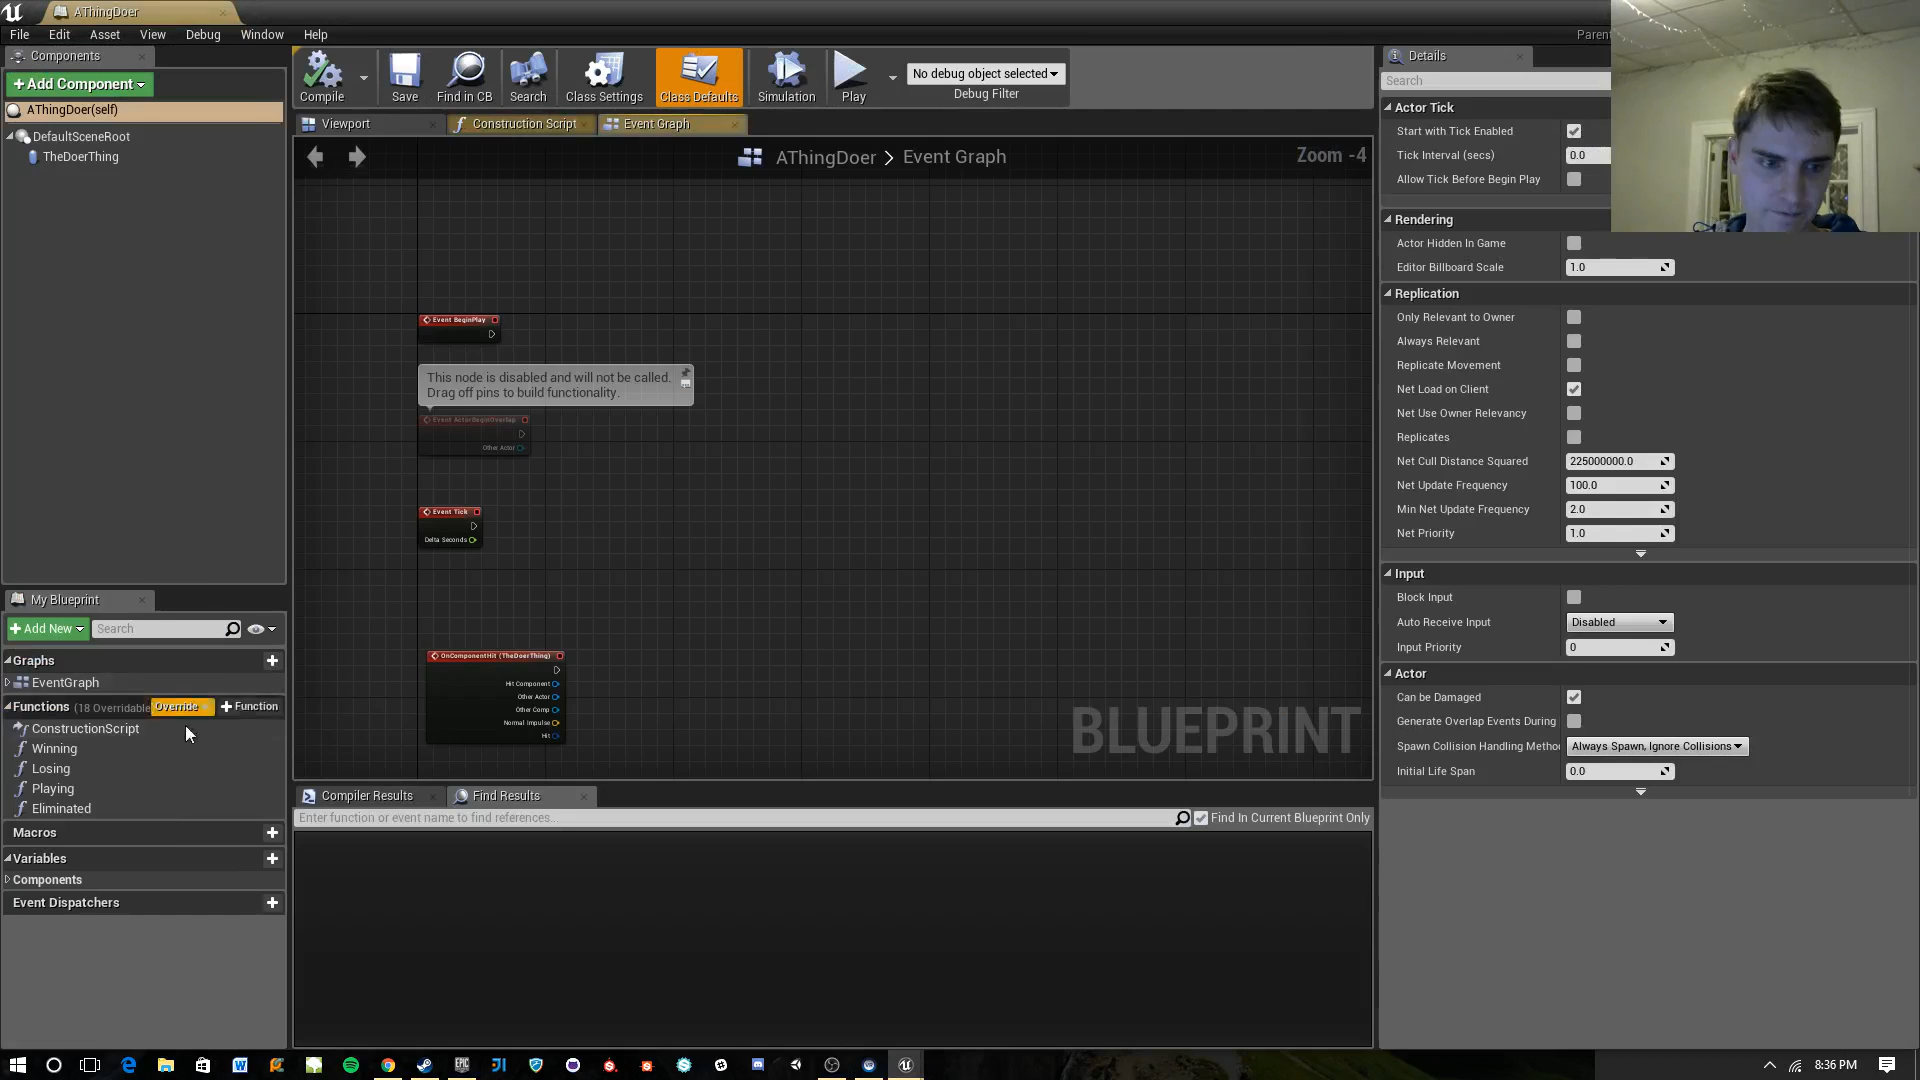 AThingDoer
File Edit Asset View Debug Window Help
Parent
Components
+Add Component
AThingDoer(self)
DefaultSceneRoot
TheDoerThing
My Blueprint
+Add New
Search
Graphs
EventGraph
Functions (18 Overridable Override + Function
ConstructionScript
Winning
Losing
Playing
Eliminated
Macros
Variables
Components
Event Dispatchers
Compile
Save
Find in CB
Search
Class Settings
Class Defaults
Simulation
Play
No debug object selected
Debug Filter
Viewport
Construction Script
Event Graph
AThingDoer > Event Graph
Zoom -4
Event BeginPlay
This node is disabled and will not be called.
Drag off pins to build functionality.
Event ActorBeginOverlap
Other Actor
Event Tick
Delta Seconds
OnComponentHit (TheDoerThing)
Hit Component
Other Actor
Other Comp
Normal Impulse
Hit
BLUEPRINT
Compiler Results
Find Results
Enter function or event name to find references...
Find In Current Blueprint Only
Details
Search
Actor Tick
Start with Tick Enabled
Tick Interval (secs) 0.0
Allow Tick Before Begin Play
Rendering
Actor Hidden In Game
Editor Billboard Scale 1.0
Replication
Only Relevant to Owner
Always Relevant
Replicate Movement
Net Load on Client
Net Use Owner Relevancy
Replicates
Net Cull Distance Squared 225000000.0
Net Update Frequency 100.0
Min Net Update Frequency 2.0
Net Priority 1.0
Input
Block Input
Auto Receive Input Disabled
Input Priority 0
Actor
Can be Damaged
Generate Overlap Events During
Spawn Collision Handling Metho Always Spawn, Ignore Collisions
Initial Life Span 0.0
EPIC
8:36 PM